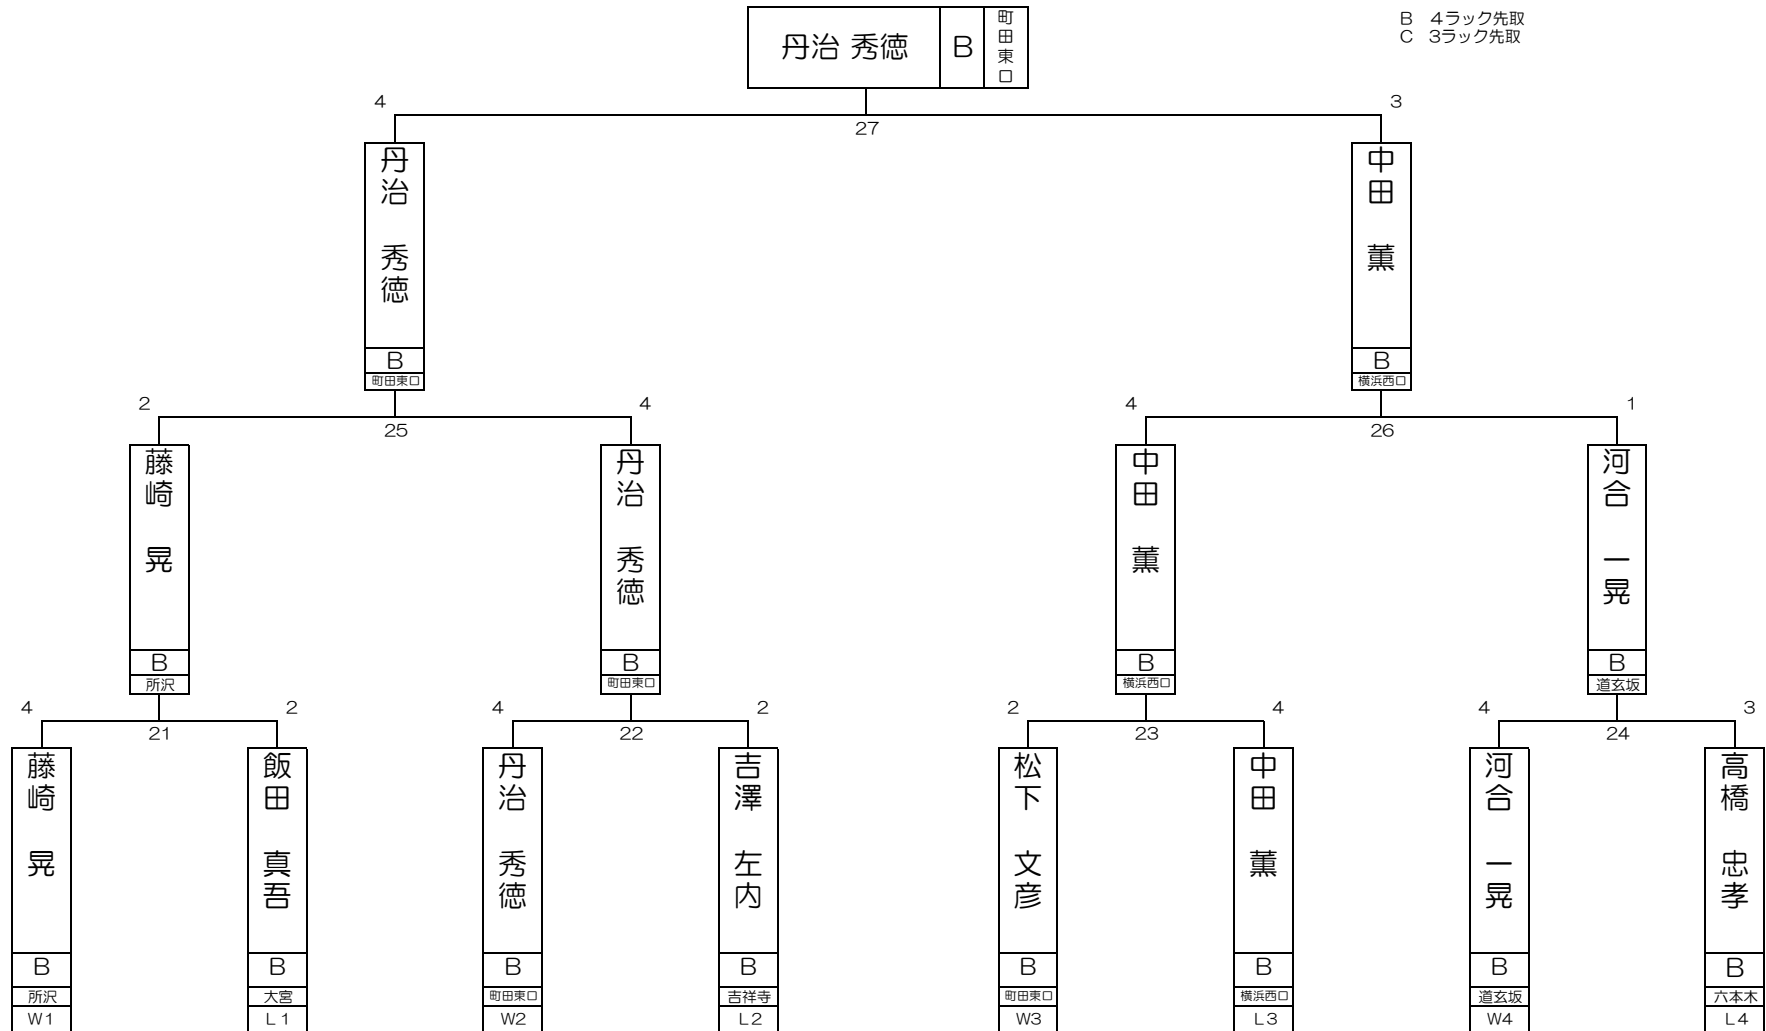 丹治 秀徳 B 町田東口
B 4ラック先取
C 3ラック先取
4 3
27
丹治 秀徳 中田 薫
B B
町田東口 横浜西口
2 4 4 1
25 26
藤崎 晃 丹治 秀徳 中田 薫 河合 一晃
B B B B
所沢 町田東口 横浜西口 道玄坂
4 2 4 2 2 4 4 3
21 22 23 24
藤崎 晃 飯田 真吾 丹治 秀徳 吉澤 左内 松下 文彦 中田 薫 河合 一晃 高橋 忠孝
B B B B B B B B
所沢 大宮 町田東口 吉祥寺 町田東口 横浜西口 道玄坂 六本木
W1 L1 W2 L2 W3 L3 W4 L4